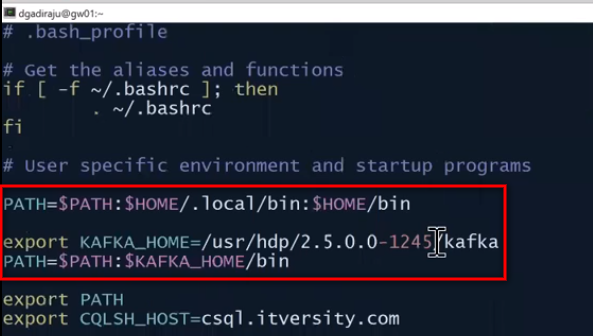 dgadiraju@gw01:~
# .bash_profile
# Get the aliases and functions
if [ -f ~/.bashrc ]; then
. ~/.bashrc
fi
# User specific environment and startup programs
PATH=$PATH:$HOME/.local/bin:$HOME/bin
export KAFKA_HOME=/usr/hdp/2.5.0.0-1245/kafka
PATH=$PATH:$KAFKA_HOME/bin
export PATH
export CQLSH_HOST=csql.itversity.com